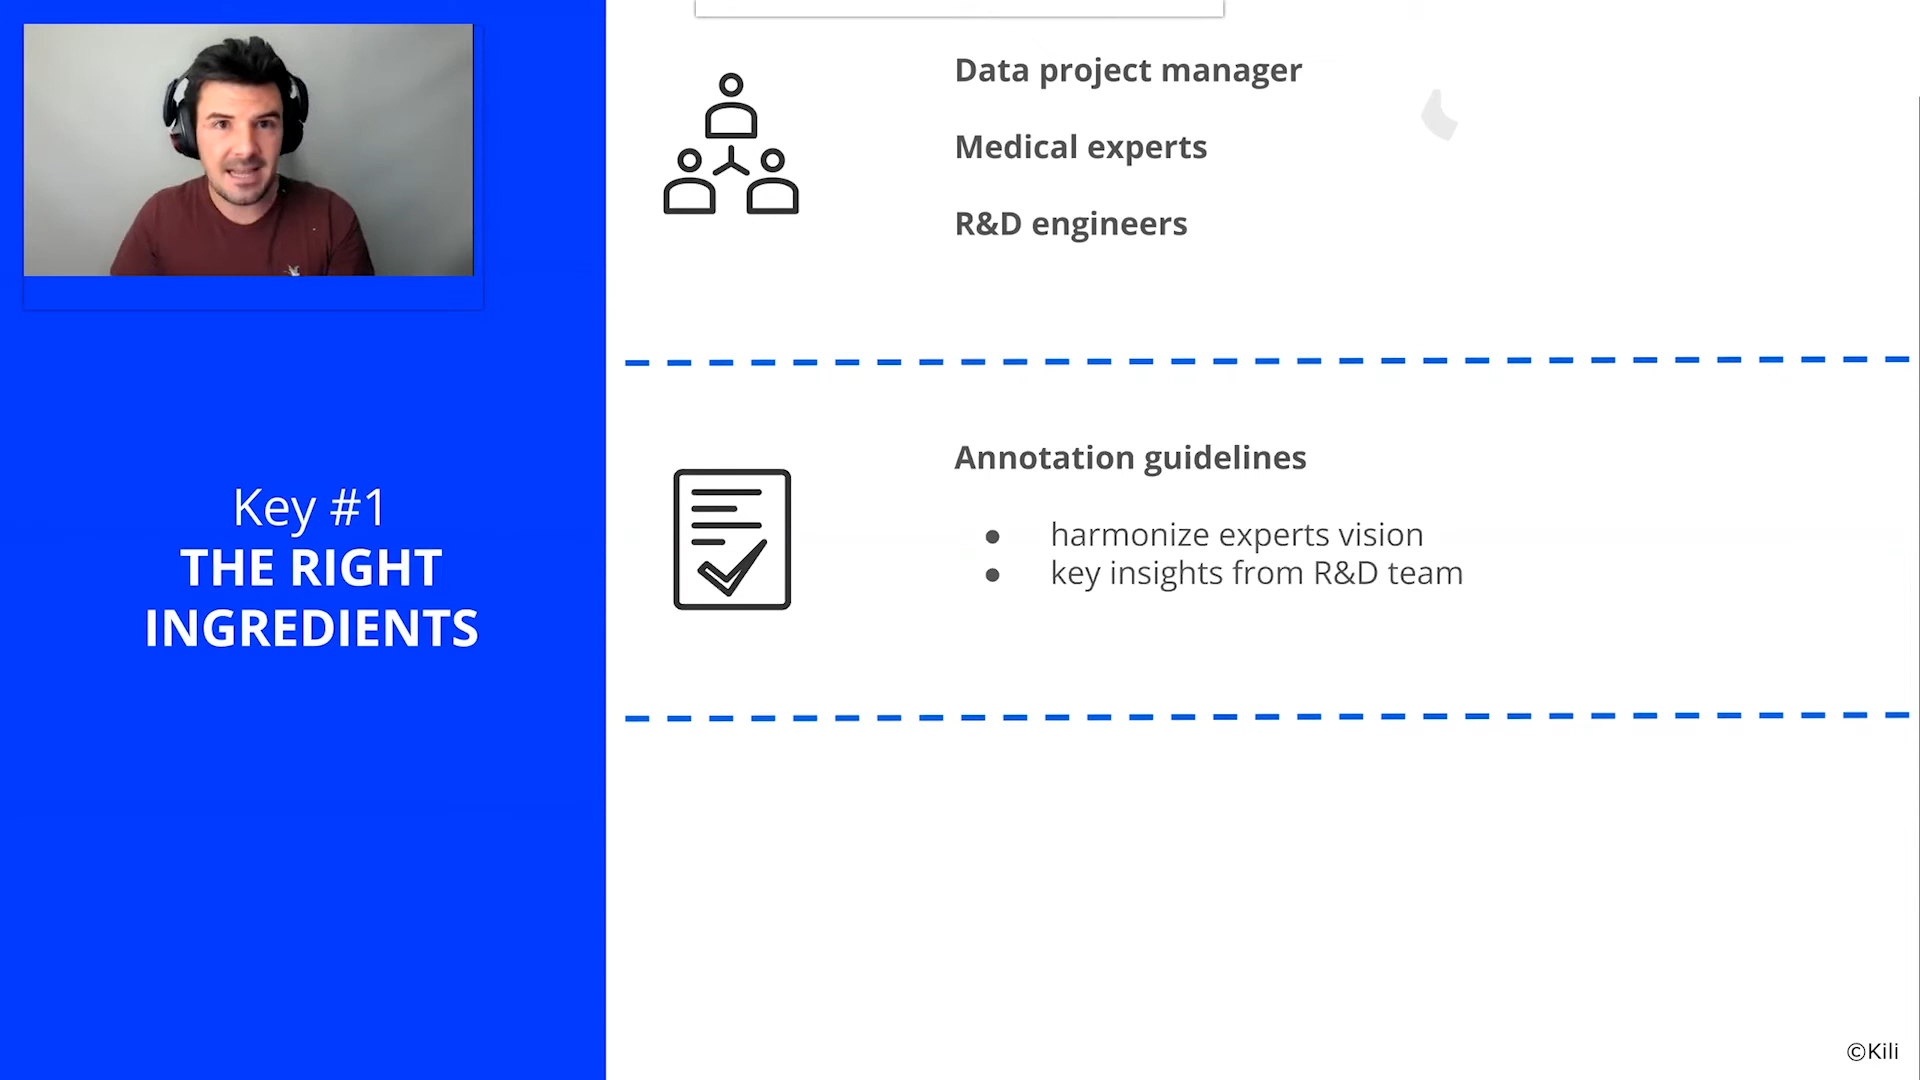 Key #1
THE RIGHT
INGREDIENTS
Data project manager
Medical experts
R&D engineers
Annotation guidelines
● harmonize experts vision
● key insights from R&D team
©Kili